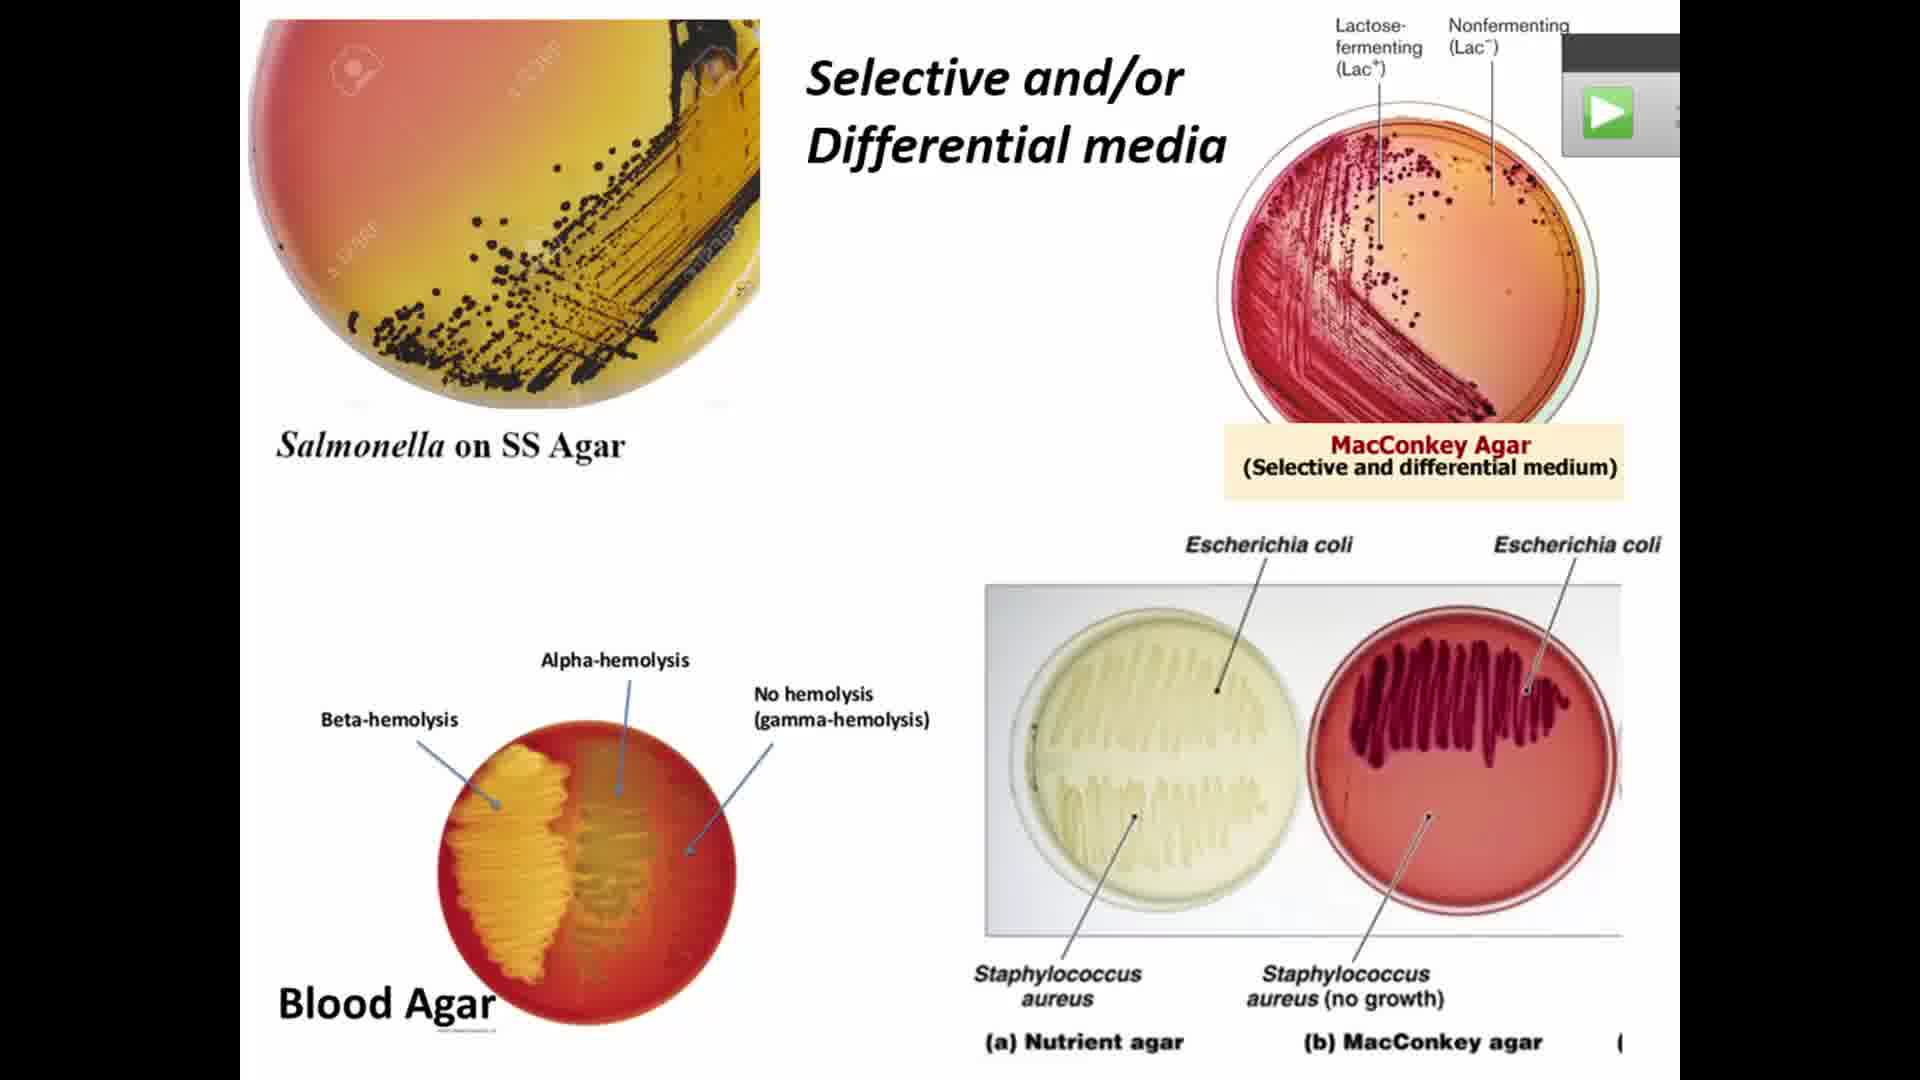 Selective and/or
Differential media
Lactose-
fermenting
(Lac⁺)
Nonfermenting
(Lac⁻)
Salmonella on SS Agar
MacConkey Agar
(Selective and differential medium)
Escherichia coli
Escherichia coli
Alpha-hemolysis
No hemolysis
(gamma-hemolysis)
Beta-hemolysis
Blood Agar
Staphylococcus
aureus
Staphylococcus
aureus (no growth)
(a) Nutrient agar
(b) MacConkey agar
(